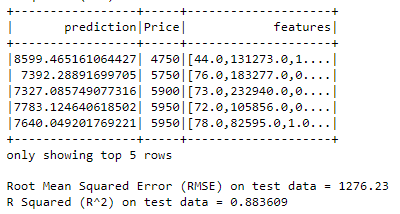 +-----------------+-----+--------------------+
|       prediction|Price|            features|
+-----------------+-----+--------------------+
|8599.465161064427| 4750|[44.0,131273.0,1....|
| 7392.28891699705| 5750|[76.0,183277.0,0....|
|7327.085749077316| 5900|[73.0,232940.0,0....|
|7783.124640618502| 5950|[72.0,105856.0,0....|
|7640.049201769221| 5950|[78.0,82595.0,1.0...|
+-----------------+-----+--------------------+
only showing top 5 rows

Root Mean Squared Error (RMSE) on test data = 1276.23
R Squared (R^2) on test data = 0.883609